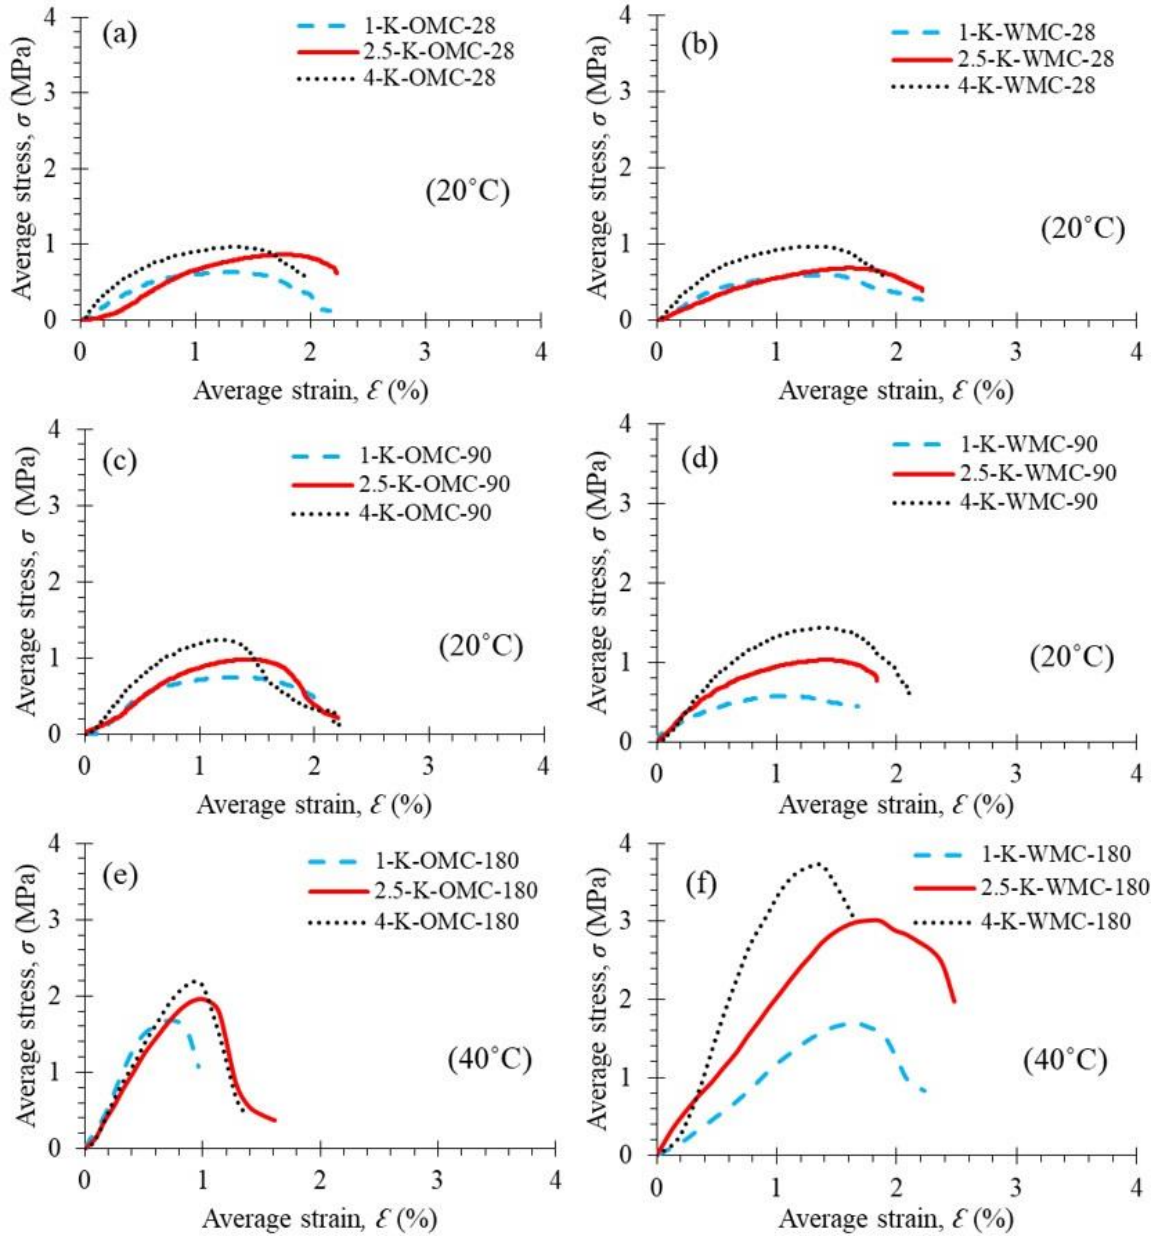 (a)
1-K-OMC-28
2.5-K-OMC-28
4-K-OMC-28
(20˚C)
Average stress, σ (MPa)
4
3
2
1
0
0 1 2 3 4
Average strain, Ɛ (%)
(b)
1-K-WMC-28
2.5-K-WMC-28
4-K-WMC-28
(20˚C)
Average stress, σ (MPa)
4
3
2
1
0
0 1 2 3 4
Average strain, Ɛ (%)
(c)
1-K-OMC-90
2.5-K-OMC-90
4-K-OMC-90
(20˚C)
Average stress, σ (MPa)
4
3
2
1
0
0 1 2 3 4
Average strain, Ɛ (%)
(d)
1-K-WMC-90
2.5-K-WMC-90
4-K-WMC-90
(20˚C)
Average stress, σ (MPa)
4
3
2
1
0
0 1 2 3 4
Average strain, Ɛ (%)
(e)
1-K-OMC-180
2.5-K-OMC-180
4-K-OMC-180
(40˚C)
Average stress, σ (MPa)
4
3
2
1
0
0 1 2 3 4
Average strain, Ɛ (%)
(f)
1-K-WMC-180
2.5-K-WMC-180
4-K-WMC-180
(40˚C)
Average stress, σ (MPa)
4
3
2
1
0
0 1 2 3 4
Average strain, Ɛ (%)